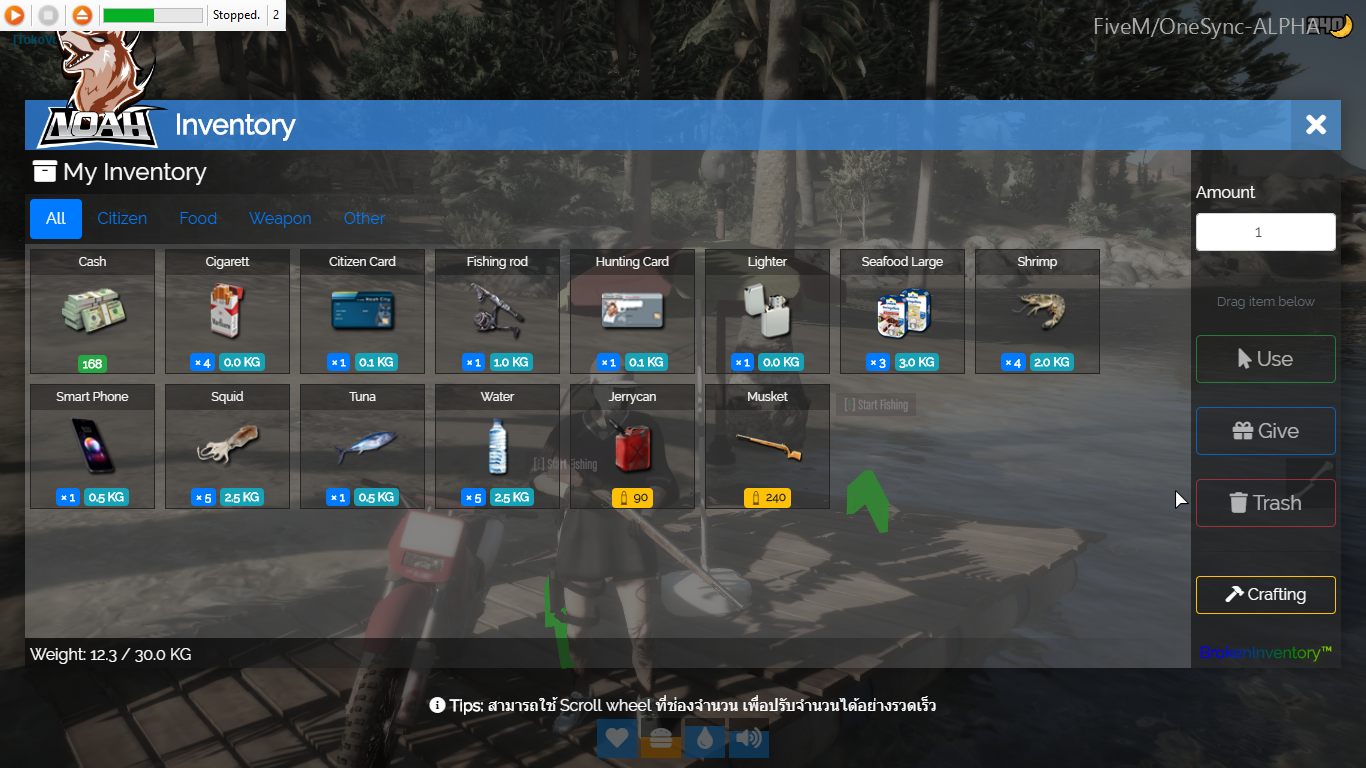 Stopped.
2
FiveM/OneSync-ALPHA
NOAH
Inventory
My Inventory
All
Citizen
Food
Weapon
Other
Cash
168
Cigarett
× 4
0.0 KG
Citizen Card
× 1
0.1 KG
Fishing rod
× 1
1.0 KG
Hunting Card
× 1
0.1 KG
Lighter
× 1
0.0 KG
Seafood Large
× 3
3.0 KG
Shrimp
× 4
2.0 KG
Smart Phone
× 1
0.5 KG
Squid
× 5
2.5 KG
Tuna
× 1
0.5 KG
Water
× 5
2.5 KG
Jerrycan
90
Musket
240
Start Fishing
Start Fishing
Amount
1
Drag item below
Use
Give
Trash
Crafting
BrokenInventory™
Weight: 12.3 / 30.0 KG
Tips: สามารถใช้ Scroll wheel ที่ช่องจำนวน เพื่อปรับจำนวนได้อย่างรวดเร็ว